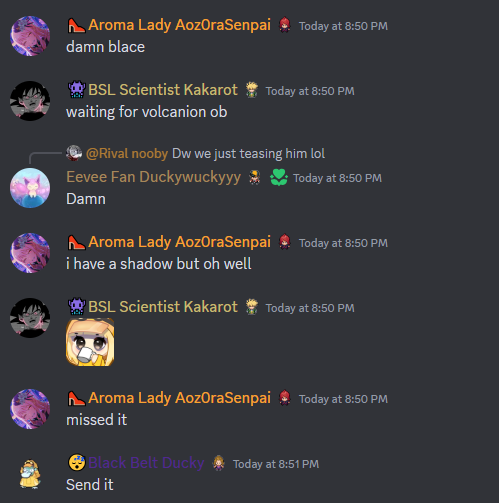 Aroma Lady Aoz0raSenpai Today at 8:50 PM
damn blace
BSL Scientist Kakarot Today at 8:50 PM
waiting for volcanion ob
@Rival nooby Dw we just teasing him lol
Eevee Fan Duckywuckyyy Today at 8:50 PM
Damn
Aroma Lady Aoz0raSenpai Today at 8:50 PM
i have a shadow but oh well
BSL Scientist Kakarot Today at 8:50 PM
Aroma Lady Aoz0raSenpai Today at 8:50 PM
missed it
Black Belt Ducky Today at 8:51 PM
Send it